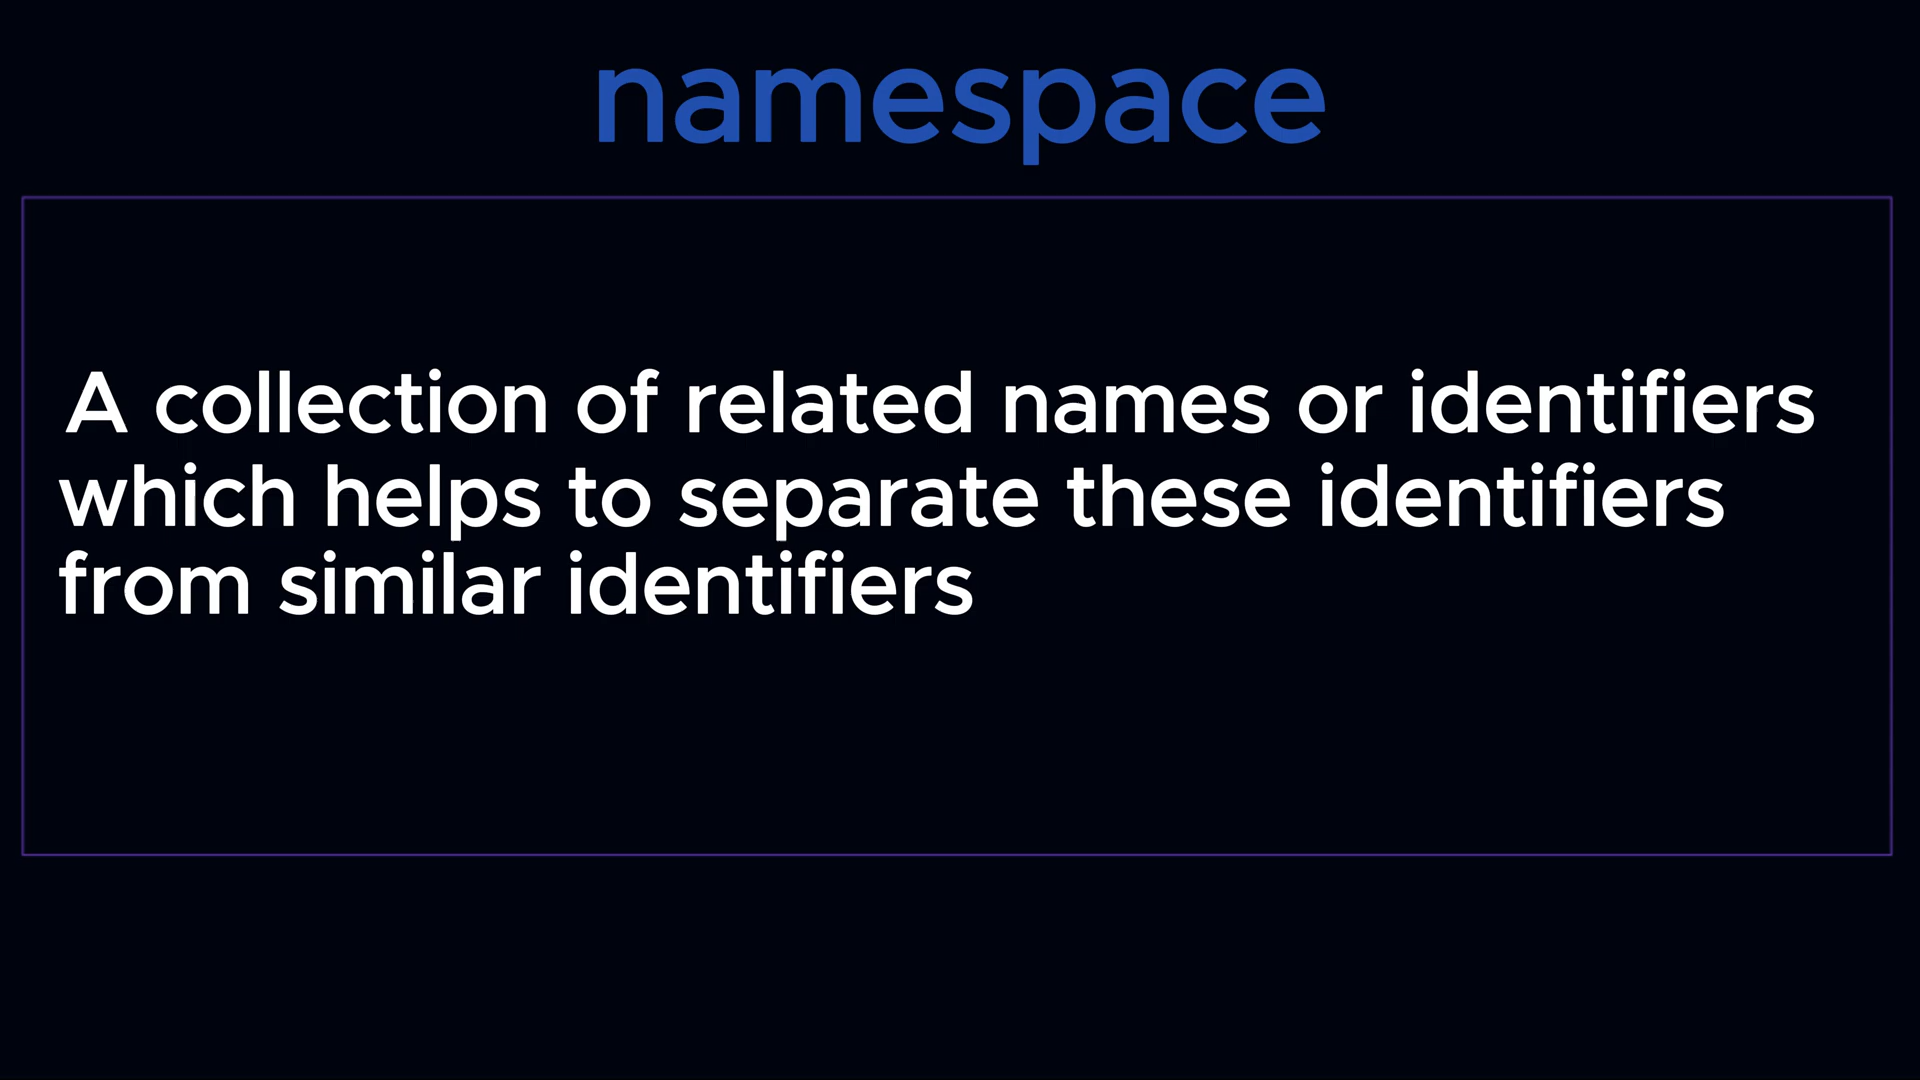 namespace
A collection of related names or identifiers
which helps to separate these identifiers
from similar identifiers